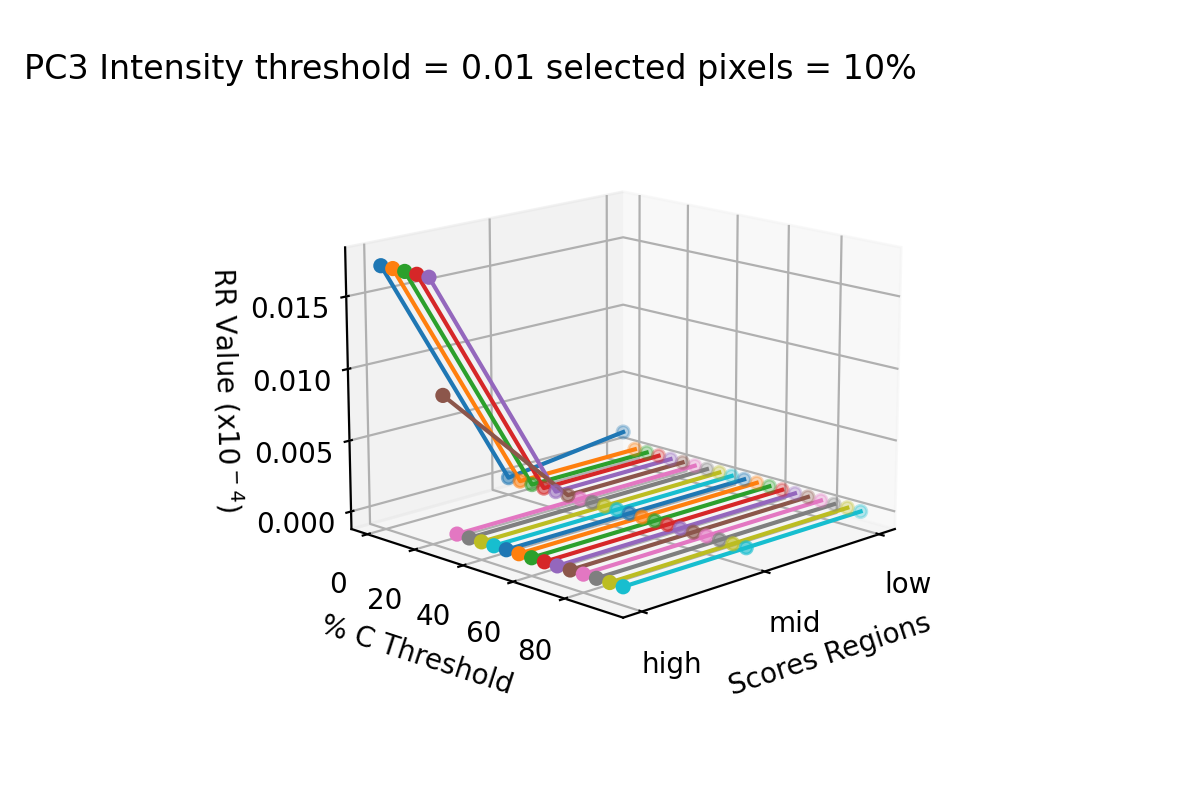 PC3 Intensity threshold = 0.01 selected pixels = 10%
RR Value (x10⁻⁴)
0.015
0.010
0.005
0.000
0
20
40
60
80
% C Threshold
high
mid
low
Scores Regions